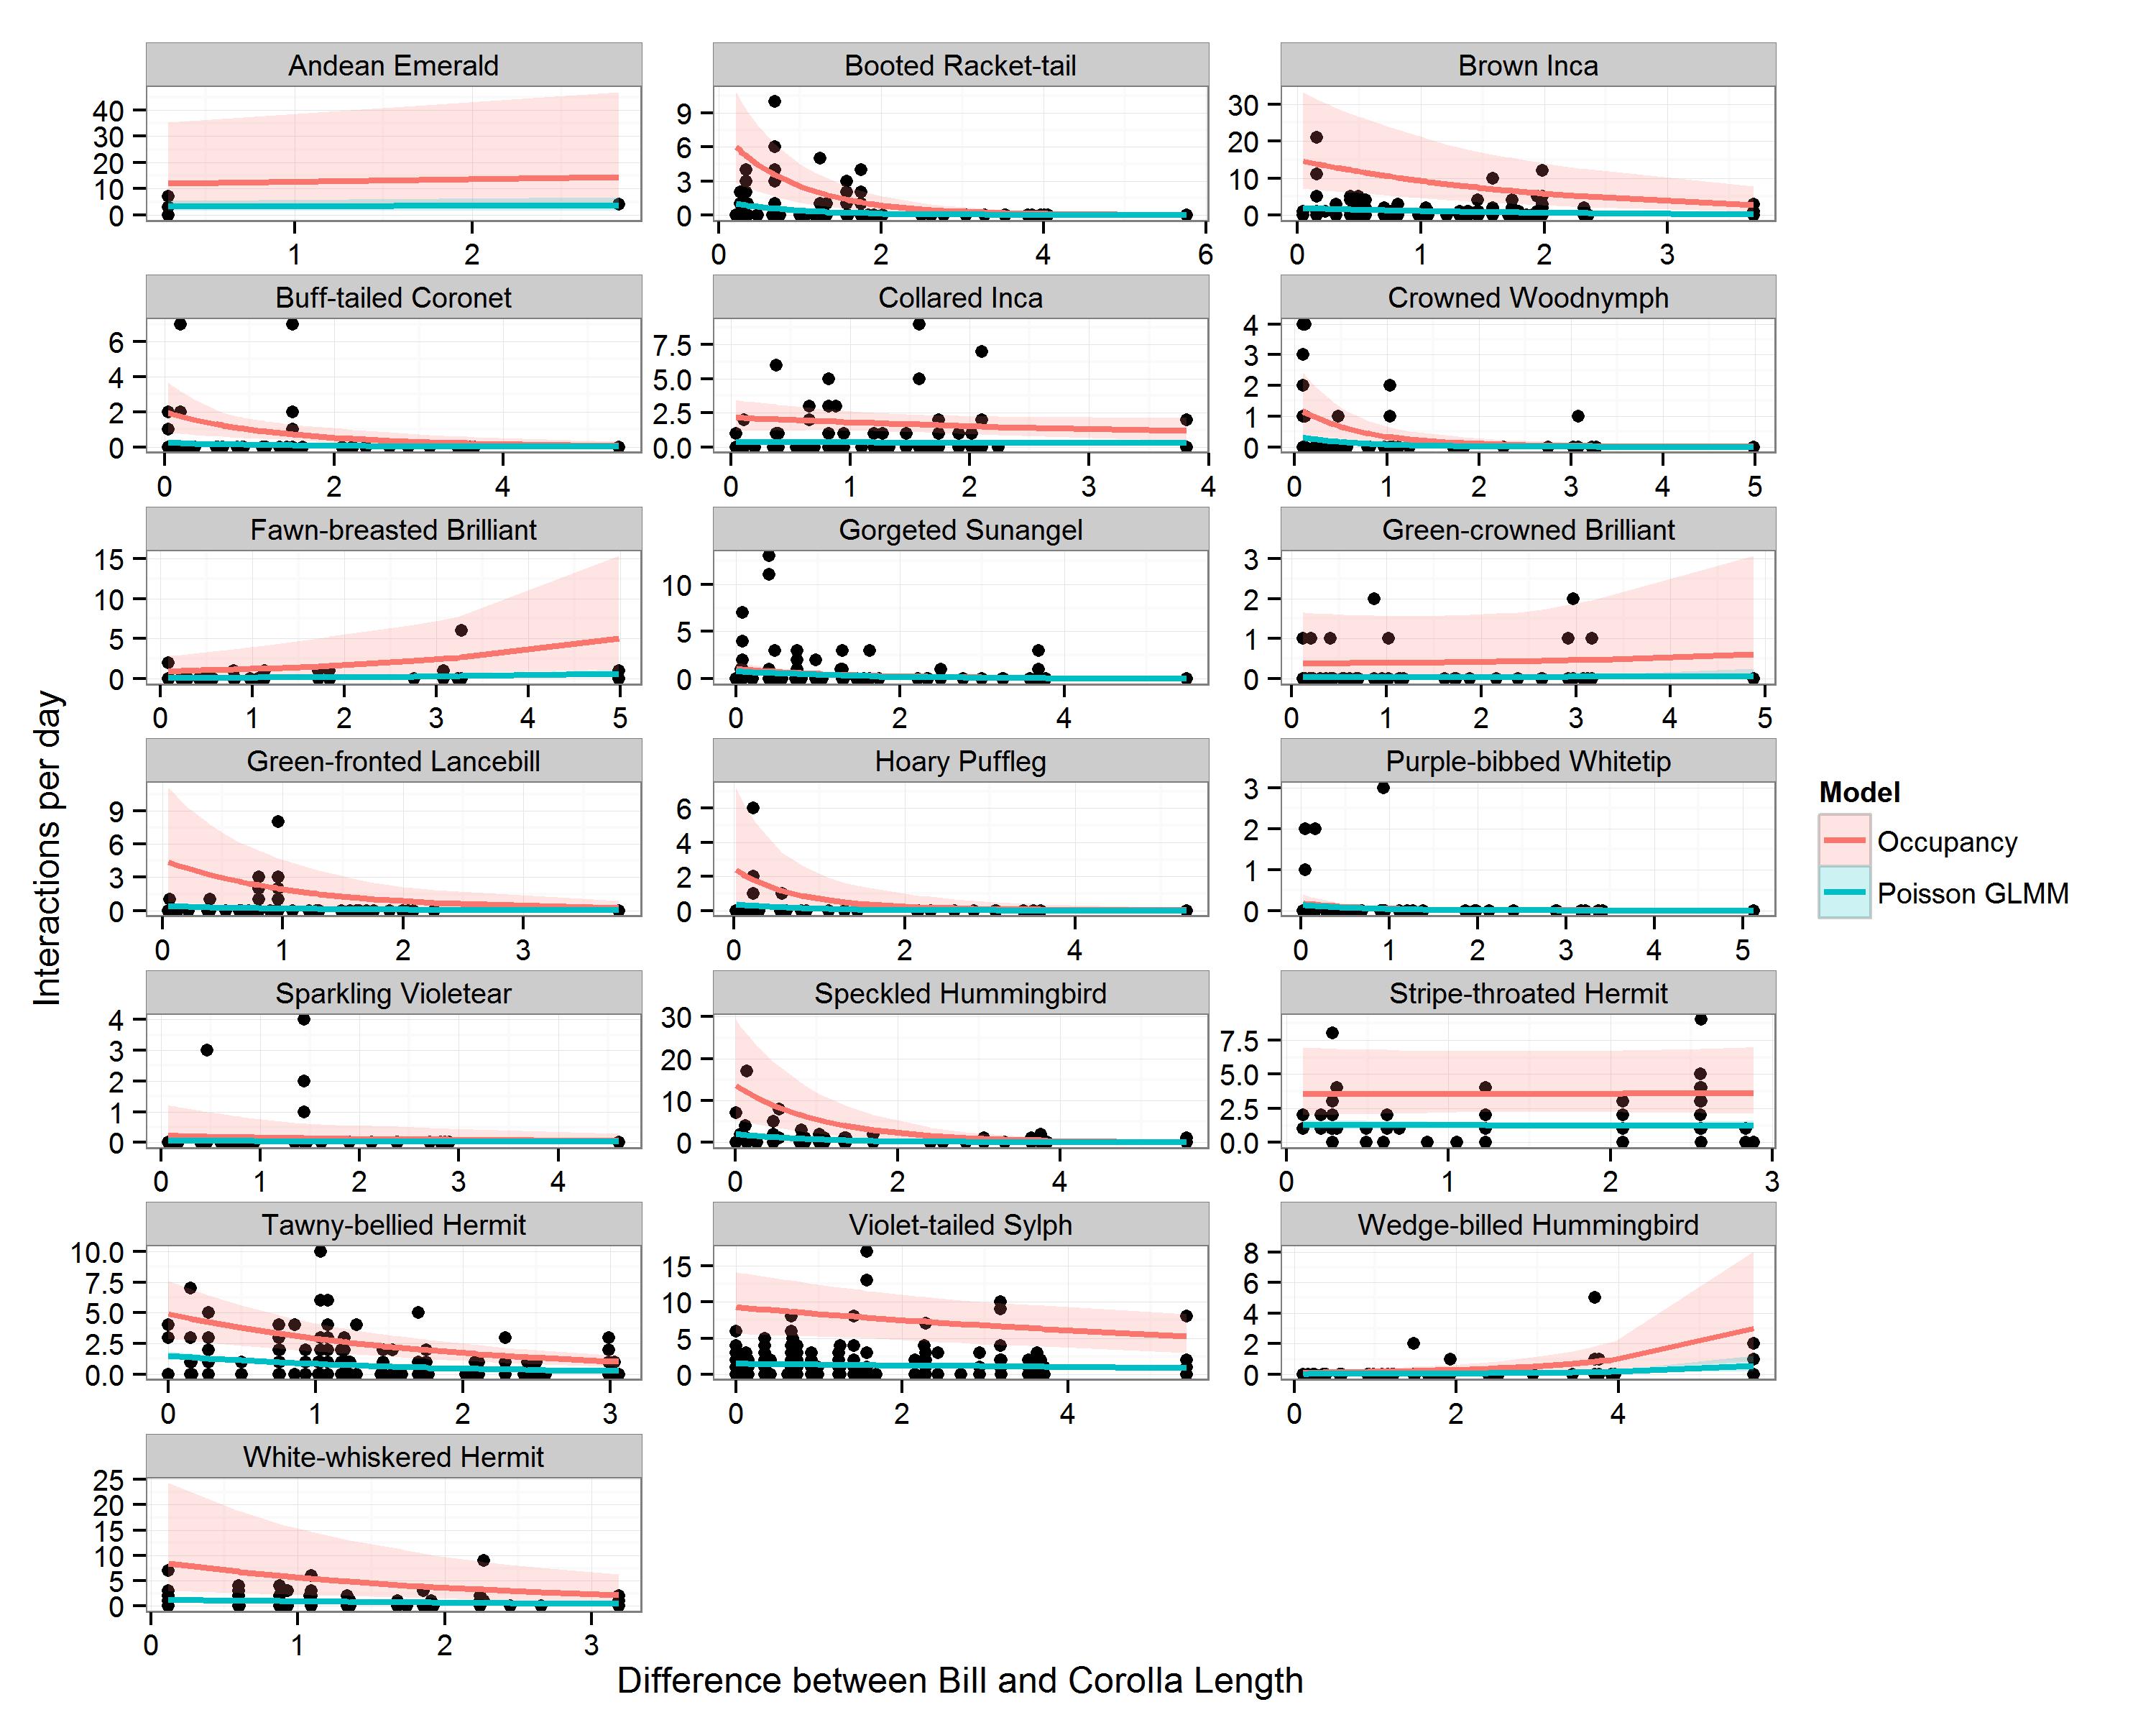 Andean Emerald Booted Racket-tail Brown Inca
40 30 20 10 0
9 6 3 0
30 20 10 0
1 2
0 2 4 6
0 1 2 3
Buff-tailed Coronet Collared Inca Crowned Woodnymph
6 4 2 0
7.5 5.0 2.5 0.0
4 3 2 1 0
0 2 4
0 1 2 3 4
0 1 2 3 4 5
Fawn-breasted Brilliant Gorgeted Sunangel Green-crowned Brilliant
15 10 5 0
10 5 0
3 2 1 0
0 1 2 3 4 5
0 2 4
0 1 2 3 4 5
Green-fronted Lancebill Hoary Puffleg Purple-bibbed Whitetip
9 6 3 0
6 4 2 0
3 2 1 0
0 1 2 3
0 2 4
0 1 2 3 4 5
Sparkling Violetear Speckled Hummingbird Stripe-throated Hermit
4 3 2 1 0
30 20 10 0
7.5 5.0 2.5 0.0
0 1 2 3 4
0 2 4
0 1 2 3
Tawny-bellied Hermit Violet-tailed Sylph Wedge-billed Hummingbird
10.0 7.5 5.0 2.5 0.0
15 10 5 0
8 6 4 2 0
0 1 2 3
0 2 4
0 2 4
White-whiskered Hermit
25 20 15 10 5 0
0 1 2 3
Interactions per day
Difference between Bill and Corolla Length
Model
Occupancy
Poisson GLMM